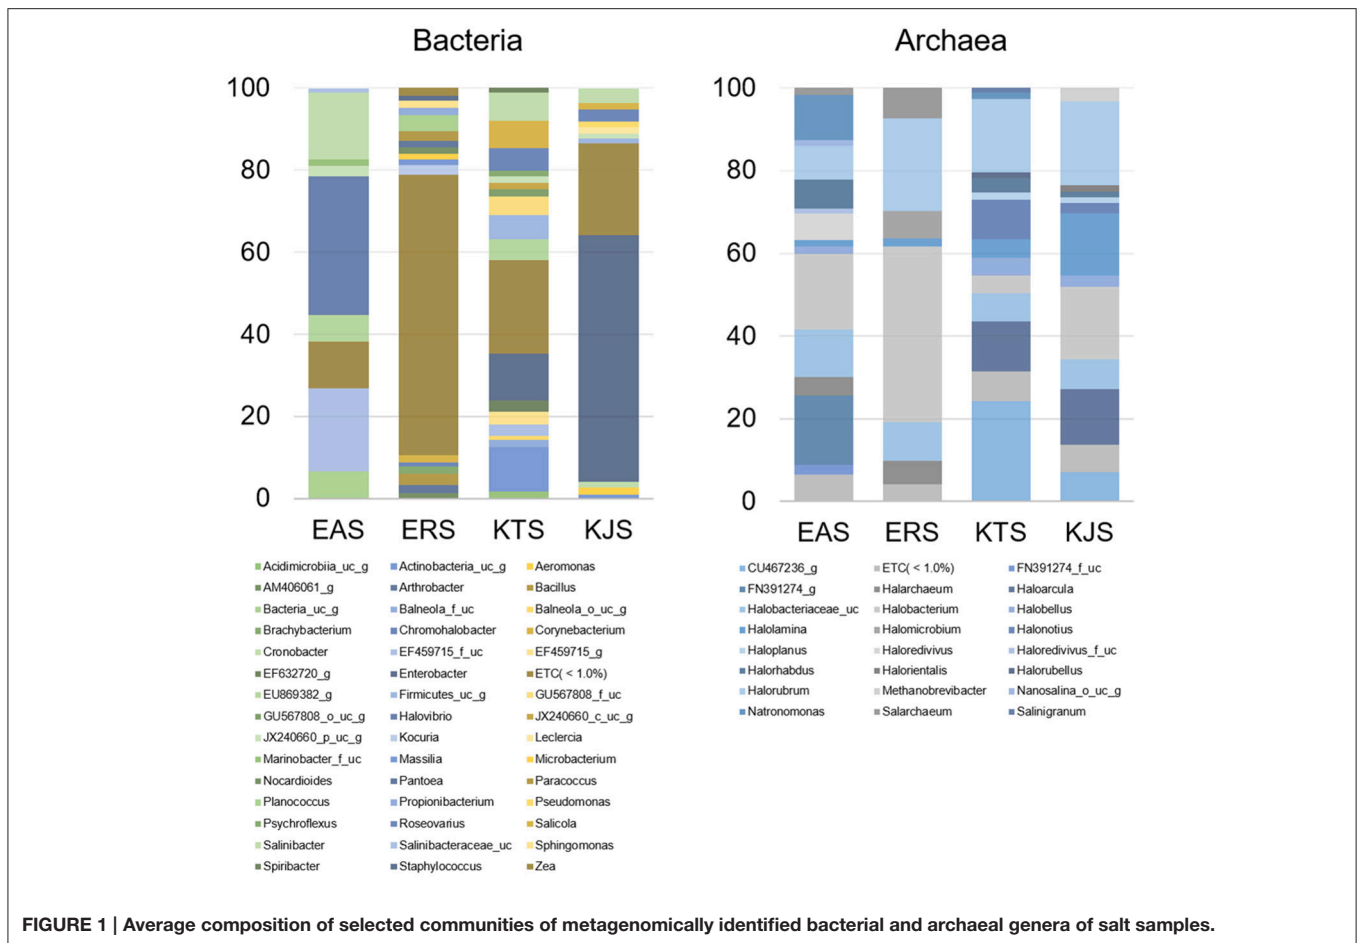 Bacteria
Archaea
100
80
60
40
20
0
EAS ERS KTS KJS
100
80
60
40
20
0
EAS ERS KTS KJS
Acidimicrobiia_uc_g Actinobacteria_uc_g Aeromonas
AM406061_g Arthrobacter Bacillus
Bacteria_uc_g Balneola_f_uc Balneola_o_uc_g
Brachybacterium Chromohalobacter Corynebacterium
Cronobacter EF459715_f_uc EF459715_g
EF632720_g Enterobacter ETC( < 1.0%)
EU869382_g Firmicutes_uc_g GU567808_f_uc
GU567808_o_uc_g Halovibrio JX240660_c_uc_g
JX240660_p_uc_g Kocuria Leclercia
Marinobacter_f_uc Massilia Microbacterium
Nocardioides Pantoea Paracoccus
Planococcus Propionibacterium Pseudomonas
Psychroflexus Roseovarius Salicola
Salinibacter Salinibacteraceae_uc Sphingomonas
Spiribacter Staphylococcus Zea
CU467236_g ETC( < 1.0%) FN391274_f_uc
FN391274_g Halarchaeum Haloarcula
Halobacteriaceae_uc Halobacterium Halobellus
Halolamina Halomicrobium Halonotius
Haloplanus Haloredivivus Haloredivivus_f_uc
Halorhabdus Halorientalis Halorubellus
Halorubrum Methanobrevibacter Nanosalina_o_uc_g
Natronomonas Salarchaeum Salinigranum
FIGURE 1 | Average composition of selected communities of metagenomically identified bacterial and archaeal genera of salt samples.